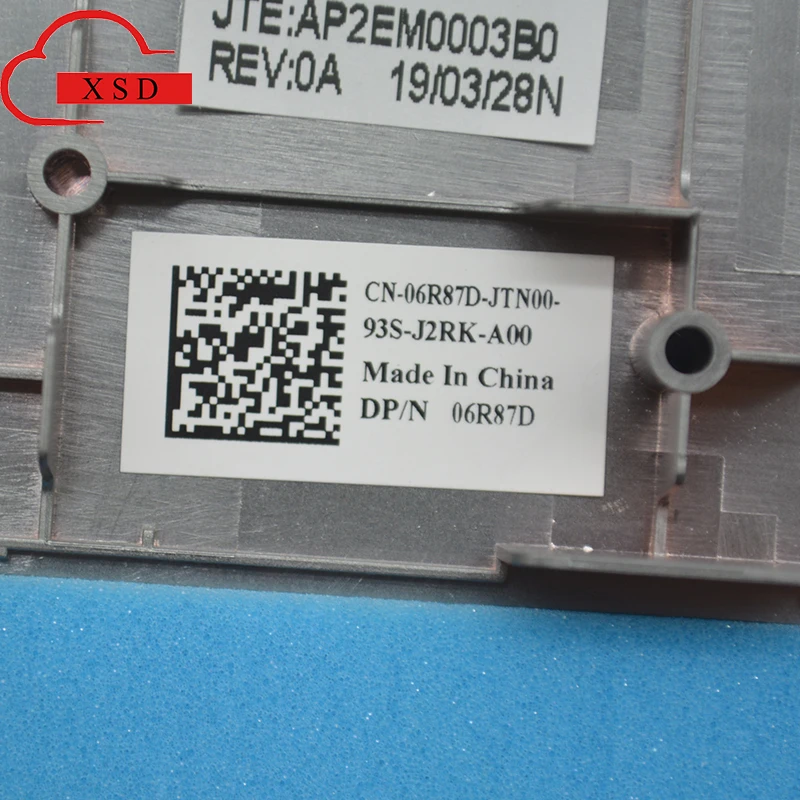 JTE:AP2EM0003B0
REV:0A 19/03/28N
XSD
CN-06R87D-JTN00-
93S-J2RK-A00
Made In China
DP/N 06R87D